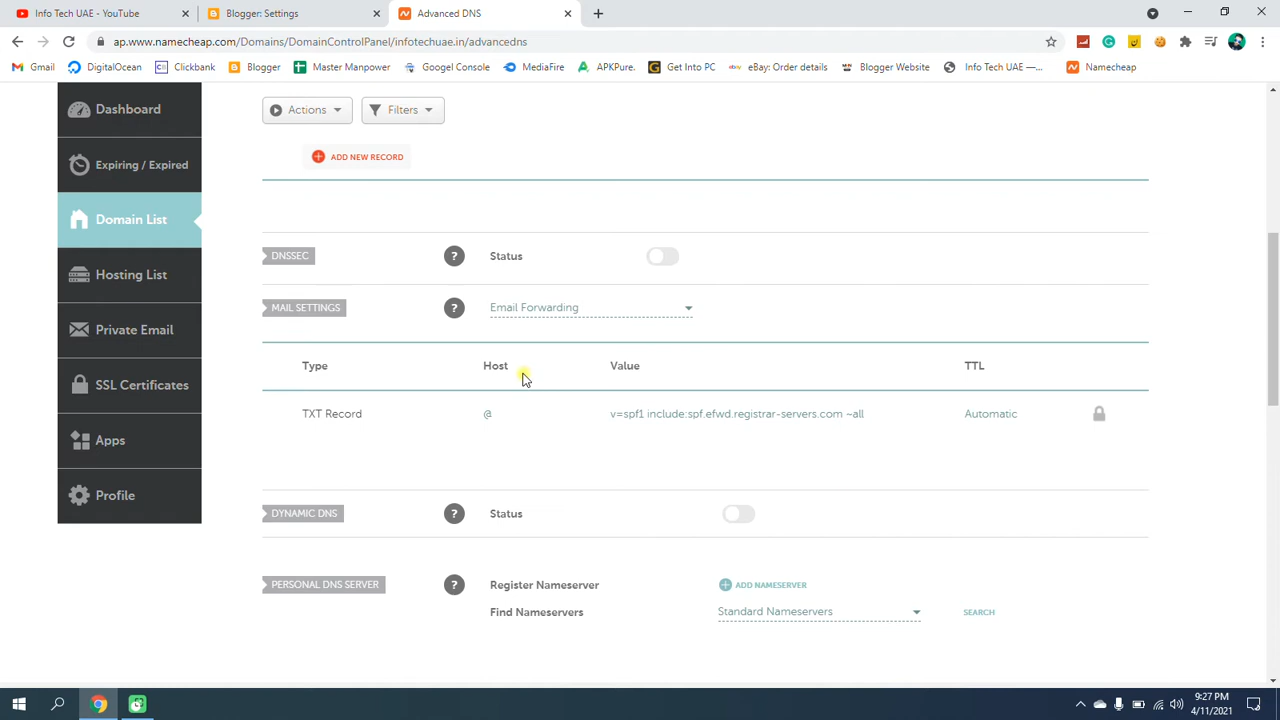 Info Tech UAE - YouTube
Blogger: Settings
Advanced DNS
ap.www.namecheap.com/Domains/DomainControlPanel/infotechuae.in/advancedns
Gmail
DigitalOcean
Clickbank
Blogger
Master Manpower
Googel Console
MediaFire
APKPure.
Get Into PC
eBay: Order details
Blogger Website
Info Tech UAE —...
Namecheap
Dashboard
Expiring / Expired
Domain List
Hosting List
Private Email
SSL Certificates
Apps
Profile
Actions
Filters
ADD NEW RECORD
DNSSEC
?
Status
MAIL SETTINGS
?
Email Forwarding
Type Host Value TTL
TXT Record @ v=spf1 include:spf.efwd.registrar-servers.com ~all Automatic
DYNAMIC DNS
?
Status
PERSONAL DNS SERVER
?
Register Nameserver
ADD NAMESERVER
Find Nameservers
Standard Nameservers
SEARCH
9:27 PM
4/11/2021